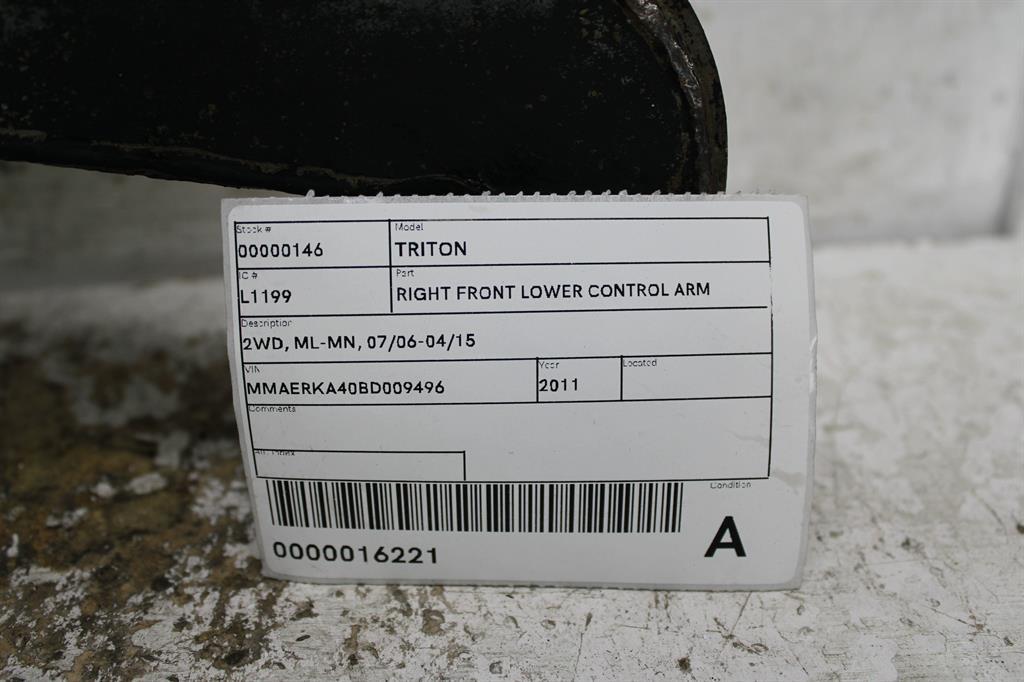 Stock # Model
00000146 TRITON
IC # Part
L1199 RIGHT FRONT LOWER CONTROL ARM
Description
2WD, ML-MN, 07/06-04/15
VIN Year Located
MMAERKA40BD009496 2011
Comments
Condition
0000016221 A